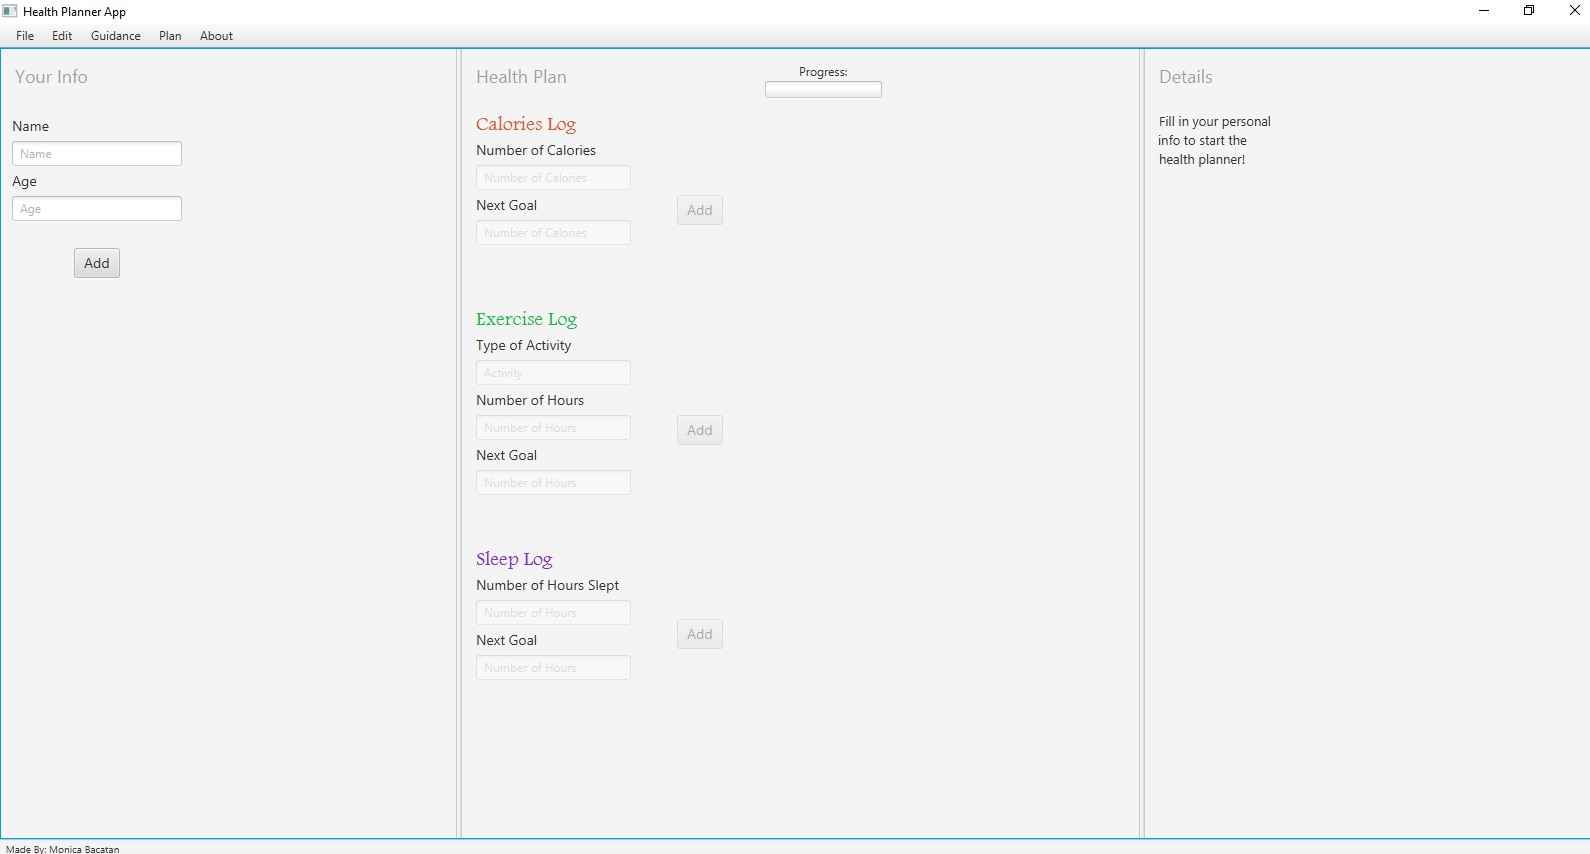 Health Planner App
File Edit Guidance Plan About
Your Info
Name
Name
Age
Age
Add
Health Plan
Progress:
Calories Log
Number of Calories
Number of Calories
Next Goal
Number of Calories
Add
Exercise Log
Type of Activity
Activity
Number of Hours
Number of Hours
Next Goal
Number of Hours
Add
Sleep Log
Number of Hours Slept
Number of Hours
Next Goal
Number of Hours
Add
Details
Fill in your personal
info to start the
health planner!
Made By: Monica Bacatan